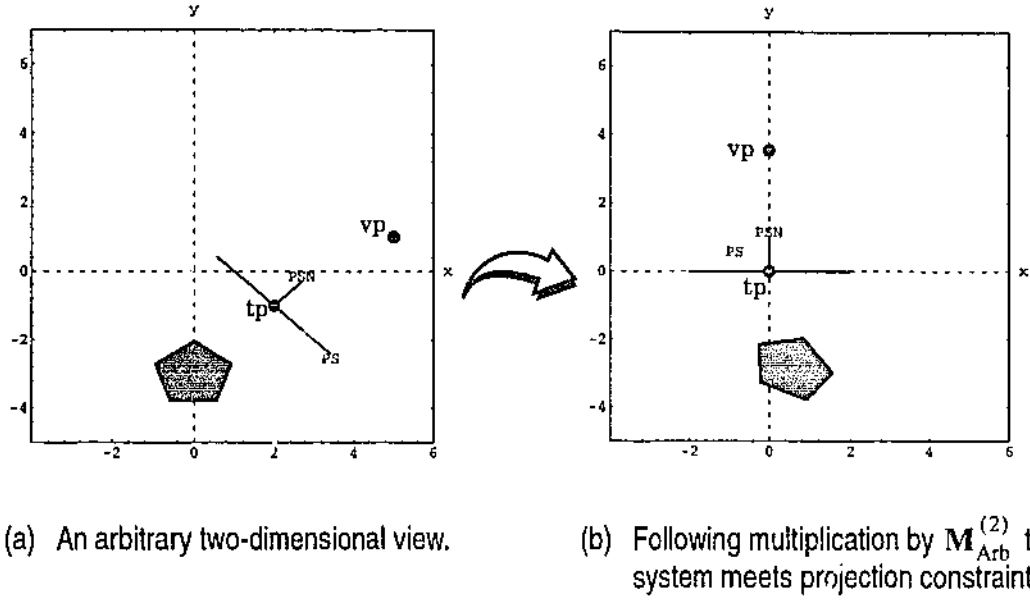 y
6
4
2
0
-2
-4
-2
0
2
4
6
x
vp
PSN
tp
PS
y
6
4
2
0
-2
-4
-2
0
2
4
6
x
vp
PSN
PS
tp
(a) An arbitrary two-dimensional view.
(b) Following multiplication by M_Arb^(2) t
system meets projection constraint